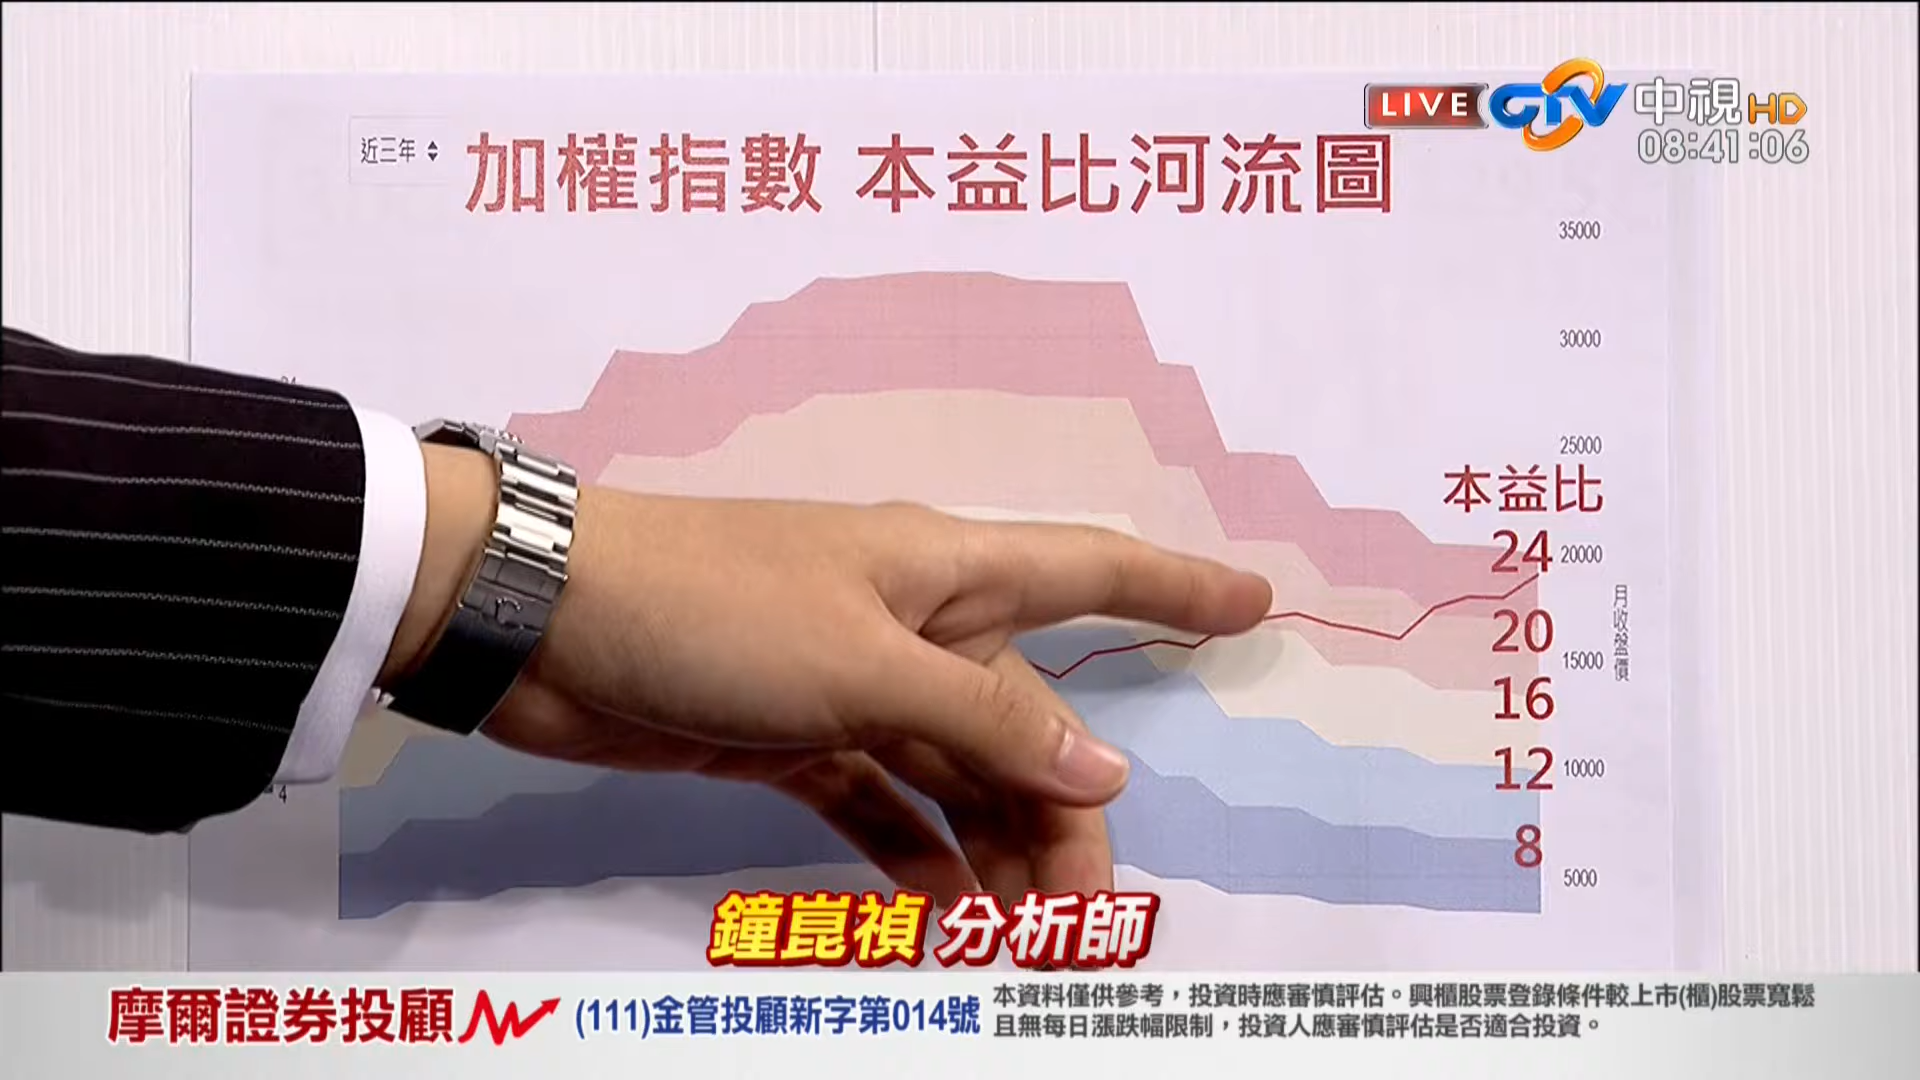 LIVE CTV 中視HD
08:41:06
近三年
加權指數 本益比河流圖
35000
30000
25000
本益比
24
20000
20
15000
月收盤價
16
12
10000
8
5000
4
鐘崑禎 分析師
摩爾證券投顧
(111)金管投顧新字第014號
本資料僅供參考，投資時應審慎評估。興櫃股票登錄條件較上市(櫃)股票寬鬆
且無每日漲跌幅限制，投資人應審慎評估是否適合投資。